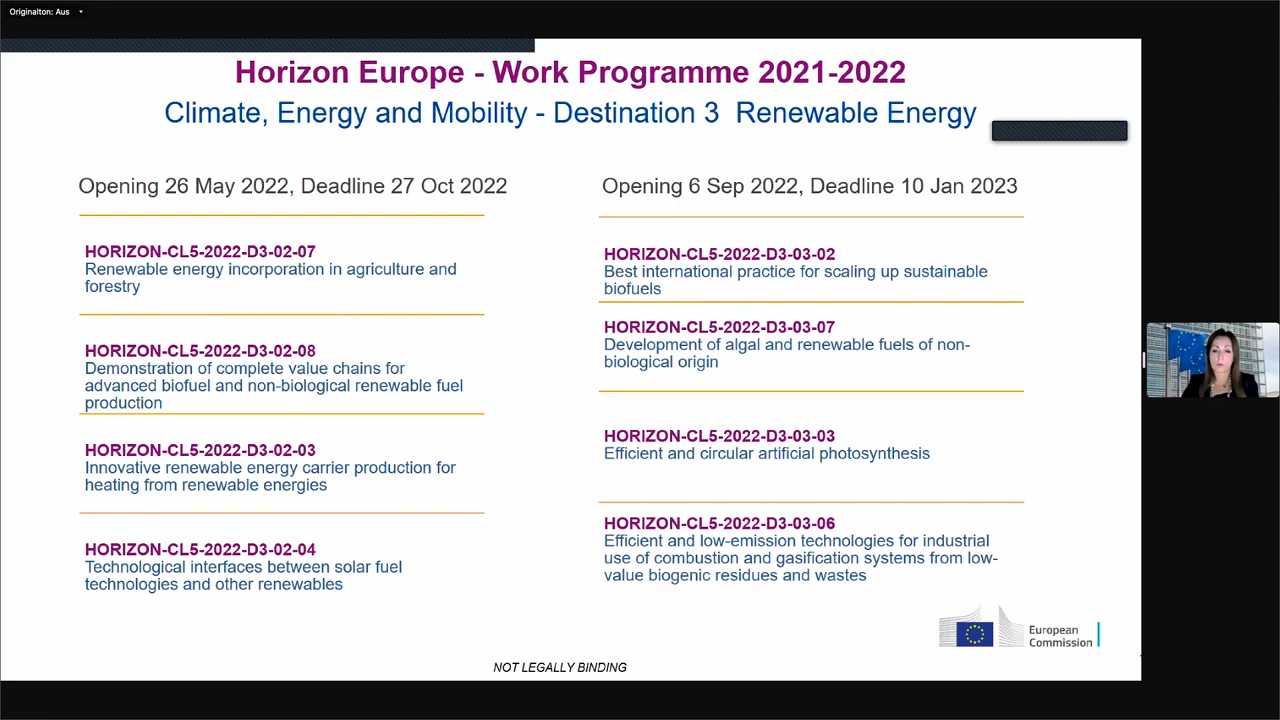 Originalton: Aus
Horizon Europe - Work Programme 2021-2022
Climate, Energy and Mobility - Destination 3 Renewable Energy
Opening 26 May 2022, Deadline 27 Oct 2022
HORIZON-CL5-2022-D3-02-07
Renewable energy incorporation in agriculture and
forestry
HORIZON-CL5-2022-D3-02-08
Demonstration of complete value chains for
advanced biofuel and non-biological renewable fuel
production
HORIZON-CL5-2022-D3-02-03
Innovative renewable energy carrier production for
heating from renewable energies
HORIZON-CL5-2022-D3-02-04
Technological interfaces between solar fuel
technologies and other renewables
Opening 6 Sep 2022, Deadline 10 Jan 2023
HORIZON-CL5-2022-D3-03-02
Best international practice for scaling up sustainable
biofuels
HORIZON-CL5-2022-D3-03-07
Development of algal and renewable fuels of non-
biological origin
HORIZON-CL5-2022-D3-03-03
Efficient and circular artificial photosynthesis
HORIZON-CL5-2022-D3-03-06
Efficient and low-emission technologies for industrial
use of combustion and gasification systems from low-
value biogenic residues and wastes
European
Commission
NOT LEGALLY BINDING